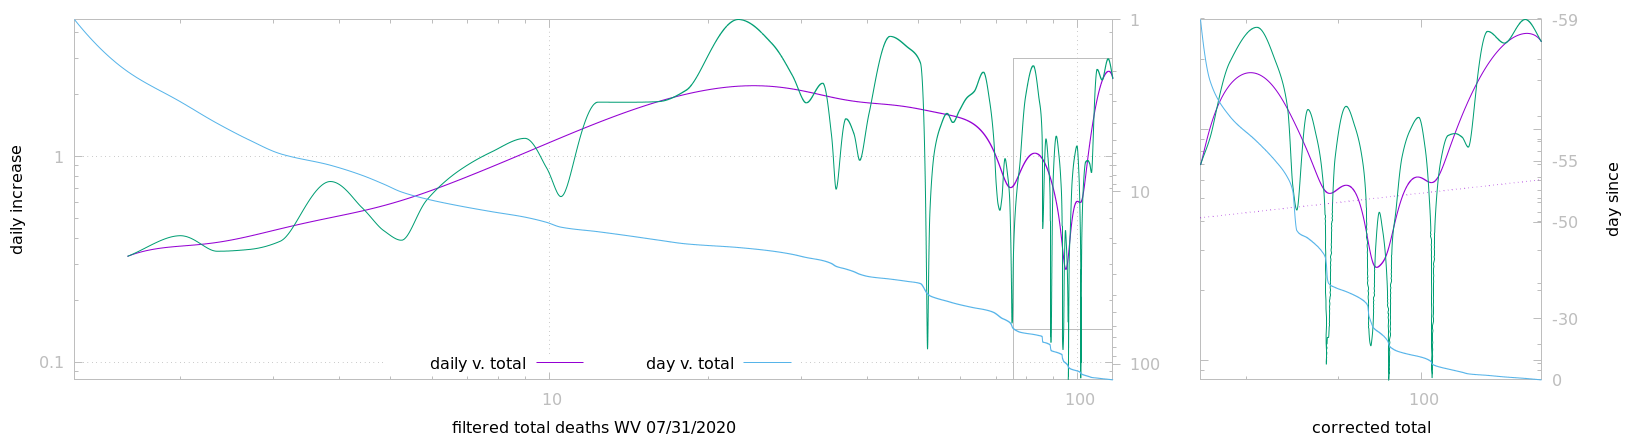 daily increase
1
0.1
daily v. total
day v. total
10
100
1
10
100
filtered total deaths WV 07/31/2020
-59
-55
-50
-30
0
day since
100
corrected total